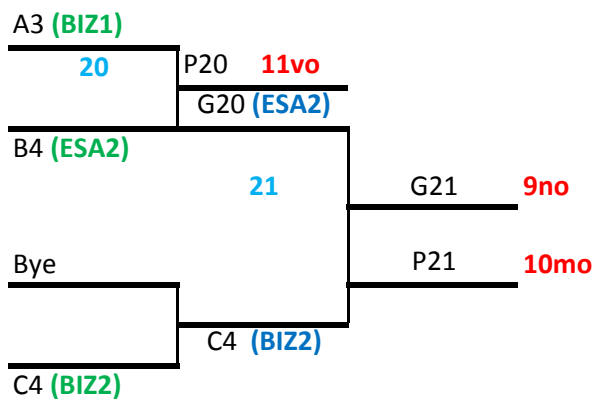 A3 (BIZ1)
20
P20 11vo
G20 (ESA2)
B4 (ESA2)
21
G21 9no
Bye
P21 10mo
C4 (BIZ2)
C4 (BIZ2)